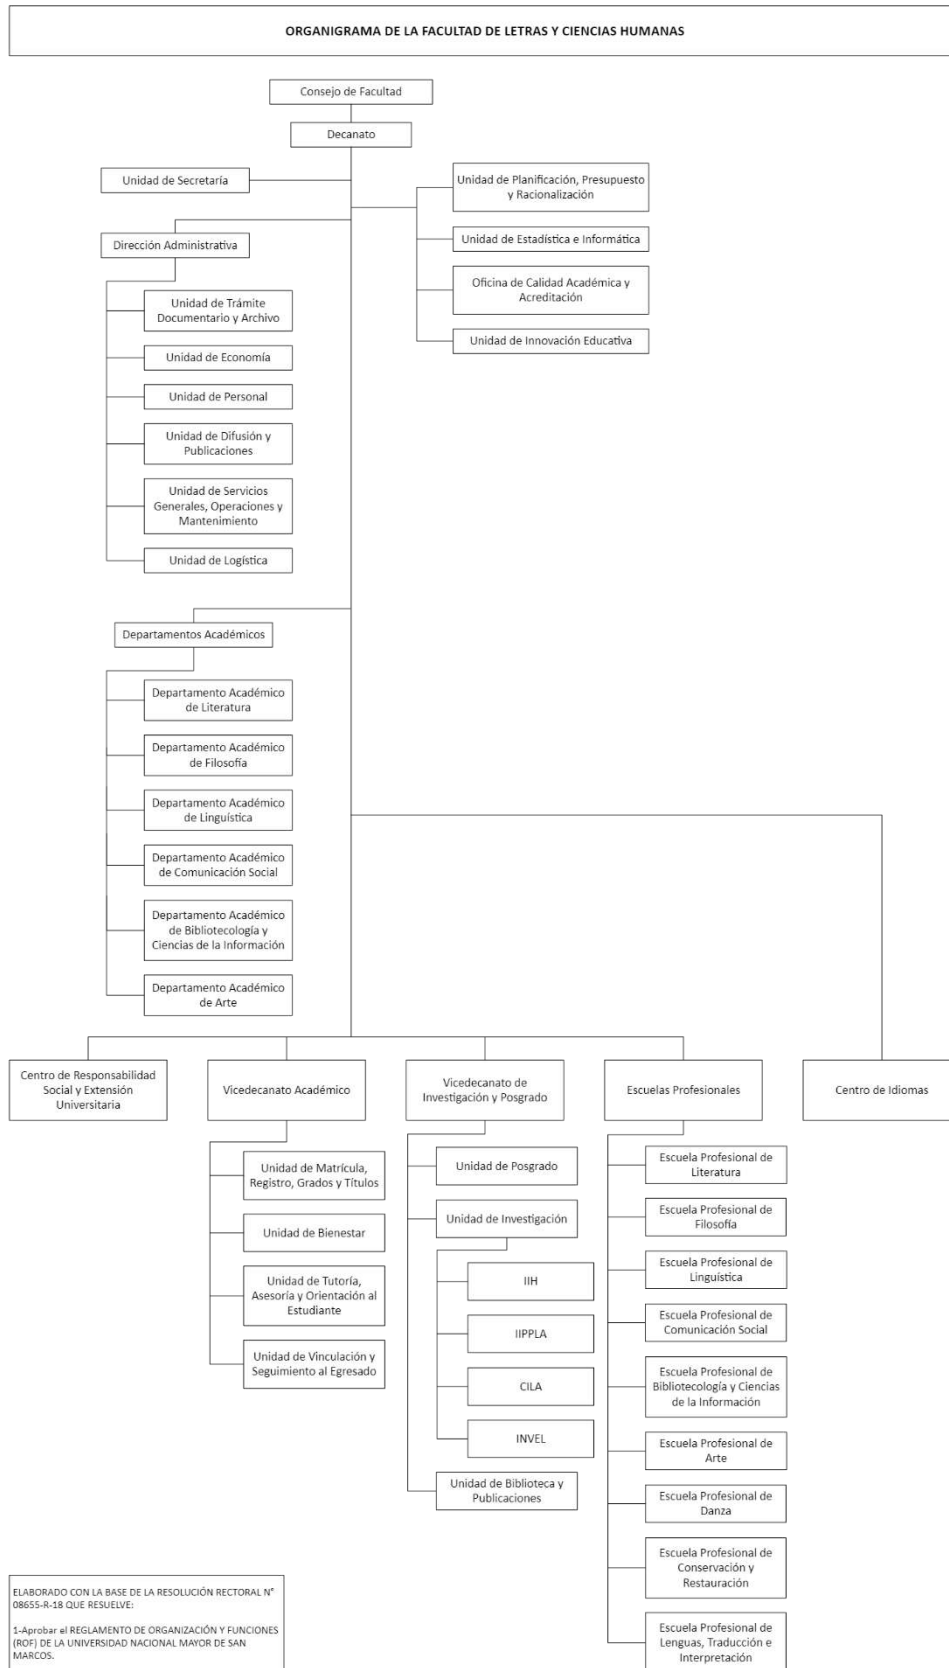 ORGANIGRAMA DE LA FACULTAD DE LETRAS Y CIENCIAS HUMANAS
Consejo de Facultad
Decanato
Unidad de Secretaría
Unidad de Planificación, Presupuesto
y Racionalización
Unidad de Estadística e Informática
Oficina de Calidad Académica y
Acreditación
Unidad de Innovación Educativa
Dirección Administrativa
Unidad de Trámite
Documentario y Archivo
Unidad de Economía
Unidad de Personal
Unidad de Difusión y
Publicaciones
Unidad de Servicios
Generales, Operaciones y
Mantenimiento
Unidad de Logística
Departamentos Académicos
Departamento Académico
de Literatura
Departamento Académico
de Filosofía
Departamento Académico
de Linguística
Departamento Académico
de Comunicación Social
Departamento Académico
de Bibliotecología y
Ciencias de la Información
Departamento Académico
de Arte
Centro de Responsabilidad
Social y Extensión
Universitaria
Vicedecanato Académico
Unidad de Matrícula,
Registro, Grados y Títulos
Unidad de Bienestar
Unidad de Tutoría,
Asesoría y Orientación al
Estudiante
Unidad de Vinculación y
Seguimiento al Egresado
Vicedecanato de
Investigación y Posgrado
Unidad de Posgrado
Unidad de Investigación
IIH
IIPPLA
CILA
INVEL
Unidad de Biblioteca y
Publicaciones
Escuelas Profesionales
Escuela Profesional de
Literatura
Escuela Profesional de
Filosofía
Escuela Profesional de
Linguística
Escuela Profesional de
Comunicación Social
Escuela Profesional de
Bibliotecología y Ciencias
de la Información
Escuela Profesional de
Arte
Escuela Profesional de
Danza
Escuela Profesional de
Conservación y
Restauración
Escuela Profesional de
Lenguas, Traducción e
Interpretación
Centro de Idiomas
ELABORADO CON LA BASE DE LA RESOLUCIÓN RECTORAL N°
08655-R-18 QUE RESUELVE:
1-Aprobar el REGLAMENTO DE ORGANIZACIÓN Y FUNCIONES
(ROF) DE LA UNIVERSIDAD NACIONAL MAYOR DE SAN
MARCOS.